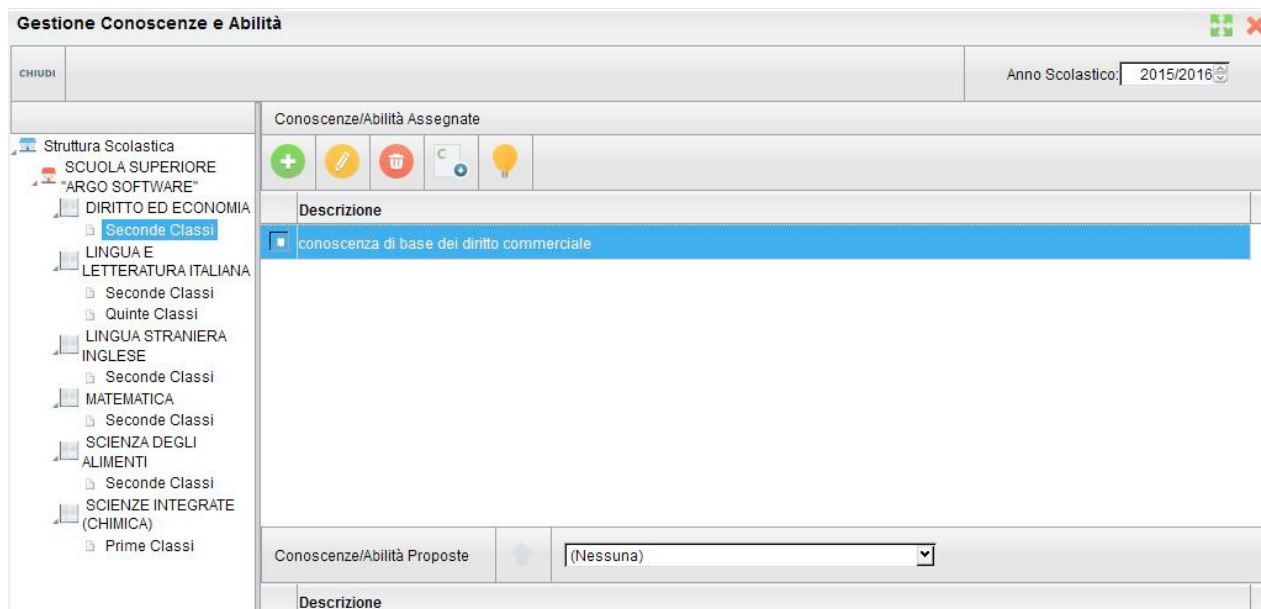 Gestione Conoscenze e Abilità
CHIUDI
Anno Scolastico: 2015/2016
Conoscenze/Abilità Assegnate
Struttura Scolastica
SCUOLA SUPERIORE
"ARGO SOFTWARE"
DIRITTO ED ECONOMIA
Seconde Classi
LINGUA E
LETTERATURA ITALIANA
Seconde Classi
Quinte Classi
LINGUA STRANIERA
INGLESE
Seconde Classi
MATEMATICA
Seconde Classi
SCIENZA DEGLI
ALIMENTI
Seconde Classi
SCIENZE INTEGRATE
(CHIMICA)
Prime Classi
C
Descrizione
conoscenza di base dei diritto commerciale
Conoscenze/Abilità Proposte
(Nessuna)
Descrizione